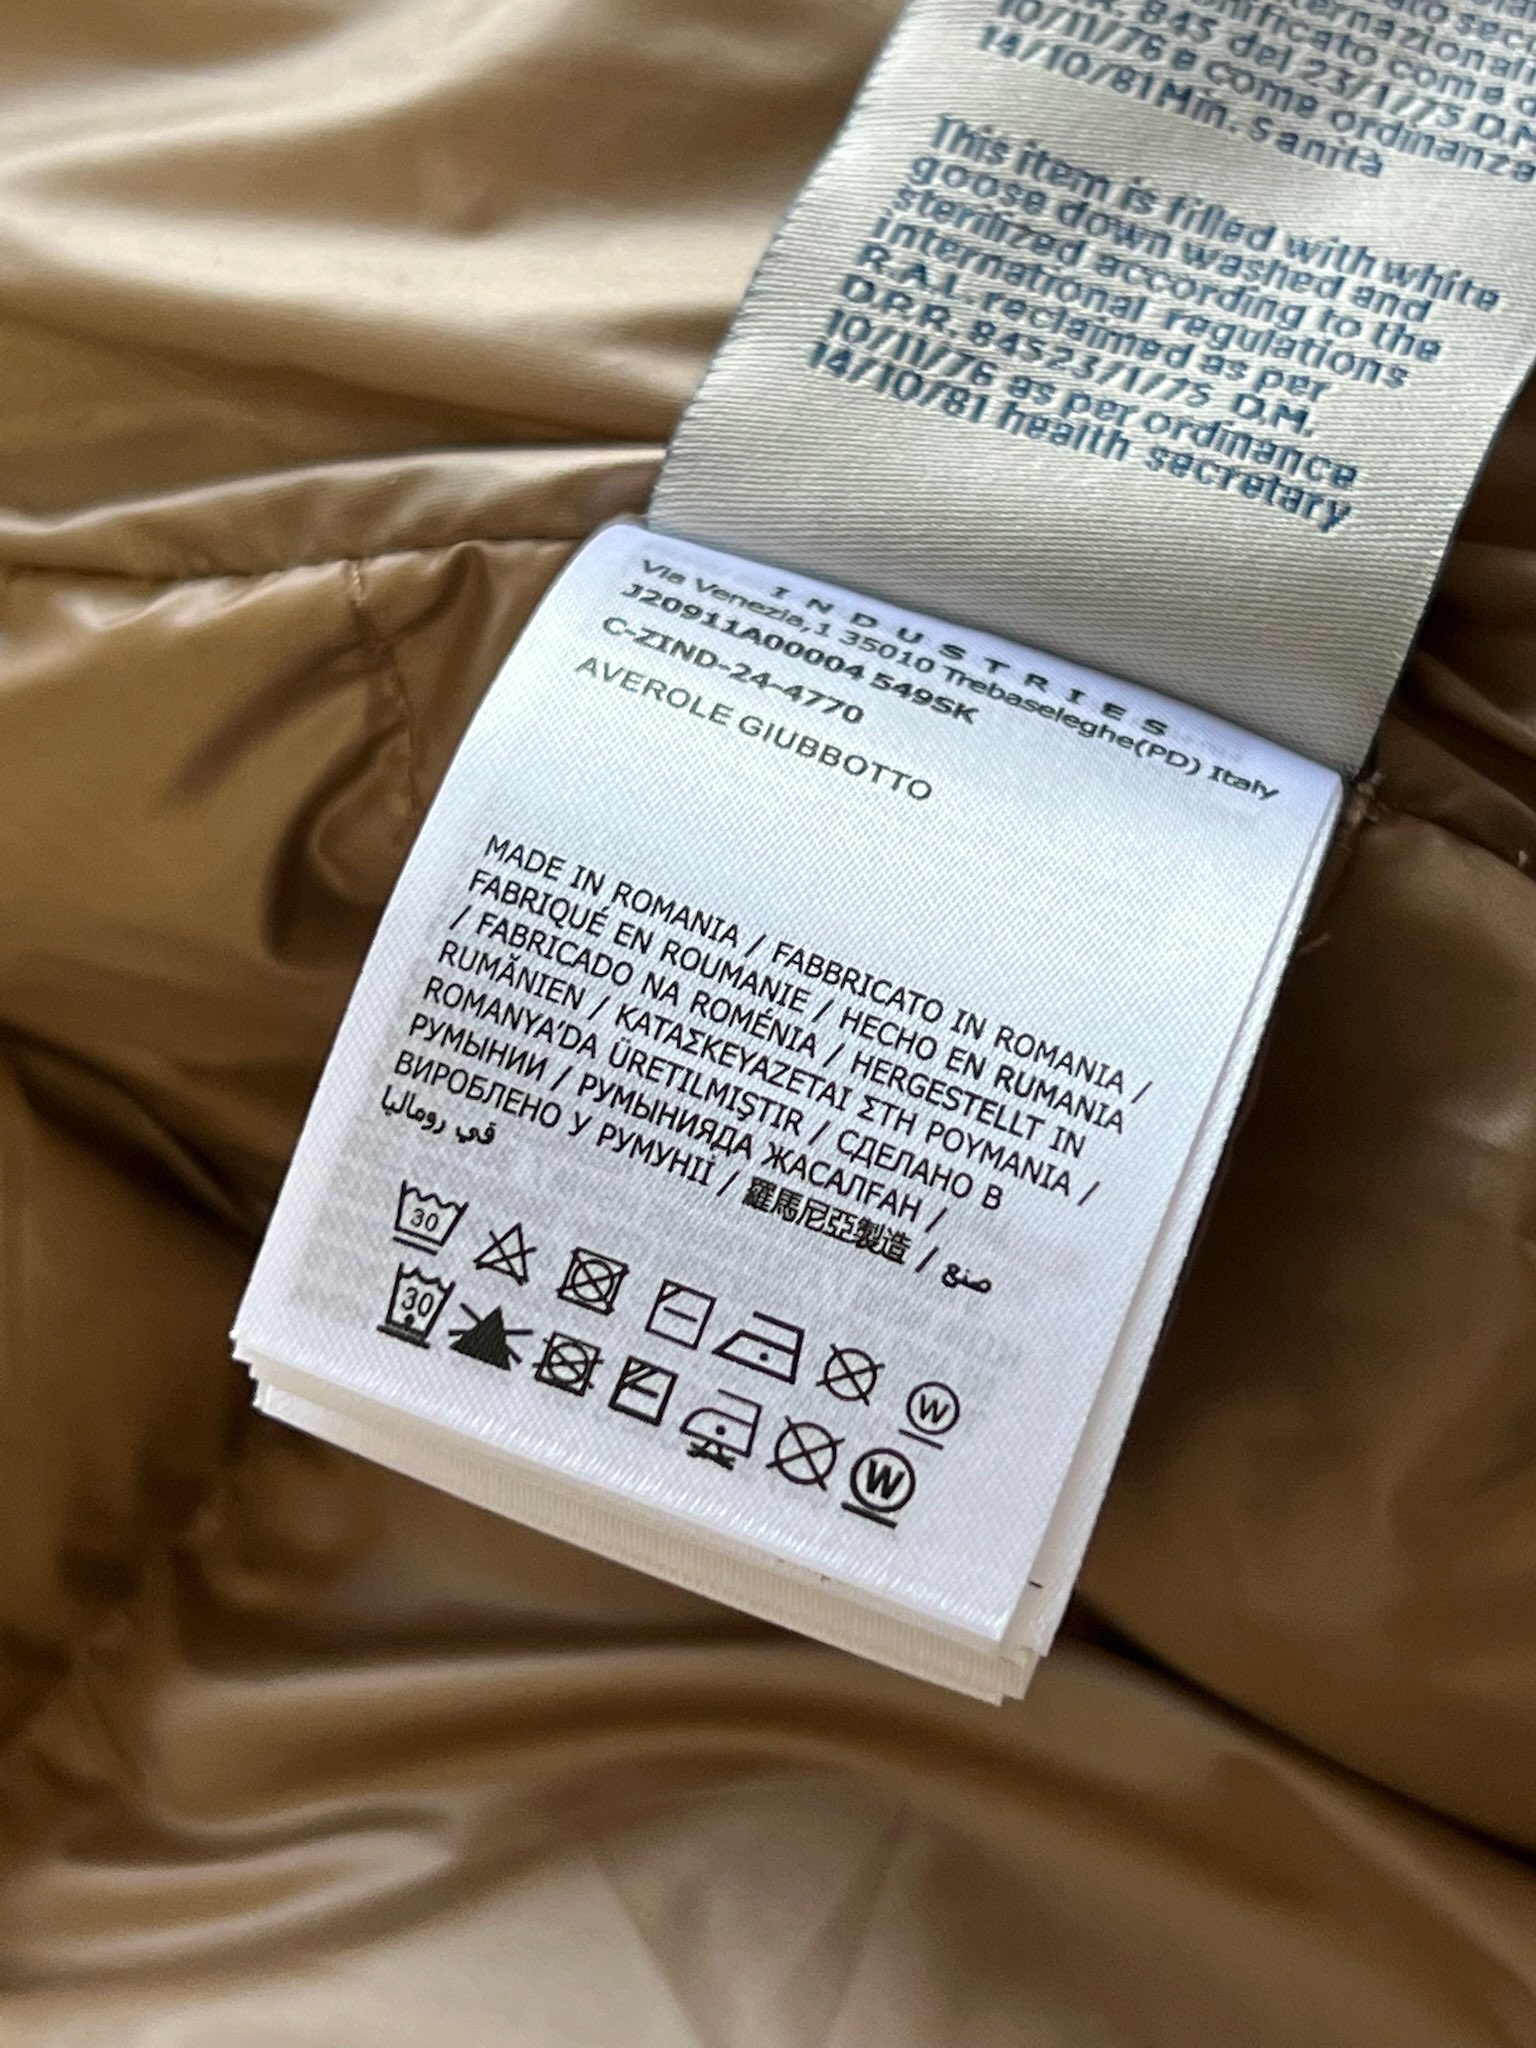 10/11/76 e come ordinanza
14/10/81 Min. sanità
This item is filled with white
goose down washed and
sterilized according to the
international regulations
R.A.L. reclaimed as per
D.P.R. 845 23/1/75 D.M.
10/11/76 as per ordinance
14/10/81 health secretary
INDUSTRIES
Via Venezia,1 35010 Trebaseleghe(PD) Italy
J20911A00004 549SK
C-ZIND-24-4770
AVEROLE GIUBBOTTO
MADE IN ROMANIA / FABBRICATO IN ROMANIA /
FABRIQUÉ EN ROUMANIE / HECHO EN RUMANIA
/ FABRICADO NA ROMÉNIA / HERGESTELLT IN
RUMĂNIEN / ΚΑΤΑΣΚΕΥΑΖΕΤΑΙ ΣΤΗ ΡΟΥΜΑΝΙΑ /
ROMANYA'DA ÜRETILMIŞTIR / СДЕЛАНО В
РУМЫНИИ / РУМЫНИЯДА ЖАСАЛҒАН /
ВИРОБЛЕНО У РУМУНІЇ / 羅馬尼亞製造 / صنع
في رومانيا
30
W
30
W